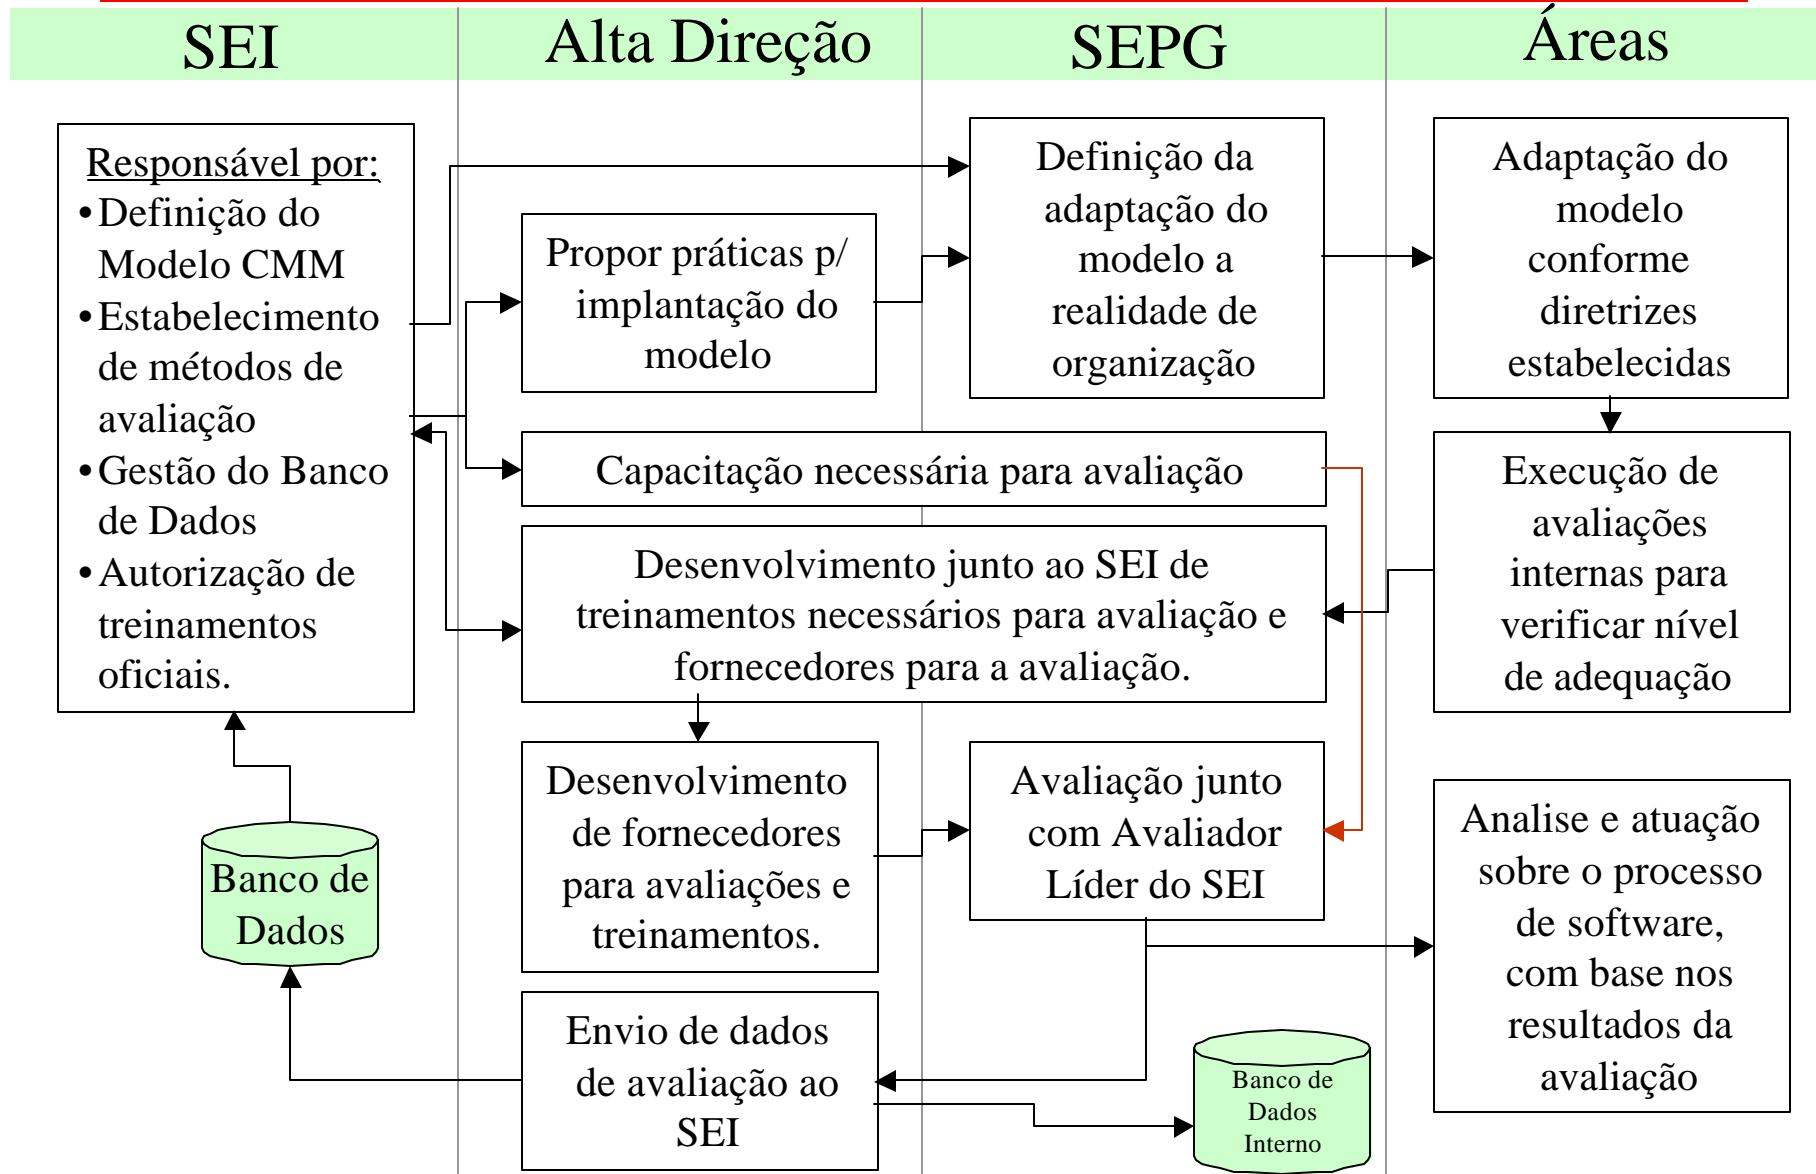 SEI
Alta Direção
SEPG
Áreas
Responsável por:
•Definição do
Modelo CMM
•Estabelecimento
de métodos de
avaliação
•Gestão do Banco
de Dados
•Autorização de
treinamentos
oficiais.
Banco de
Dados
Propor práticas p/
implantação do
modelo
Definição da
adaptação do
modelo a
realidade de
organização
Adaptação do
modelo
conforme
diretrizes
estabelecidas
Capacitação necessária para avaliação
Desenvolvimento junto ao SEI de
treinamentos necessários para avaliação e
fornecedores para a avaliação.
Execução de
avaliações
internas para
verificar nível
de adequação
Desenvolvimento
de fornecedores
para avaliações e
treinamentos.
Avaliação junto
com Avaliador
Líder do SEI
Analise e atuação
sobre o processo
de software,
com base nos
resultados da
avaliação
Envio de dados
de avaliação ao
SEI
Banco de
Dados
Interno